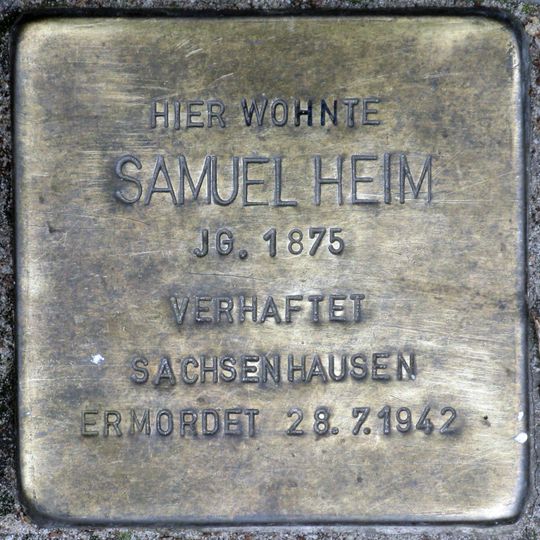 HIER WOHNTE
SAMUEL HEIM
JG. 1875
VERHAFTET
SACHSENHAUSEN
ERMORDET 28.7.1942